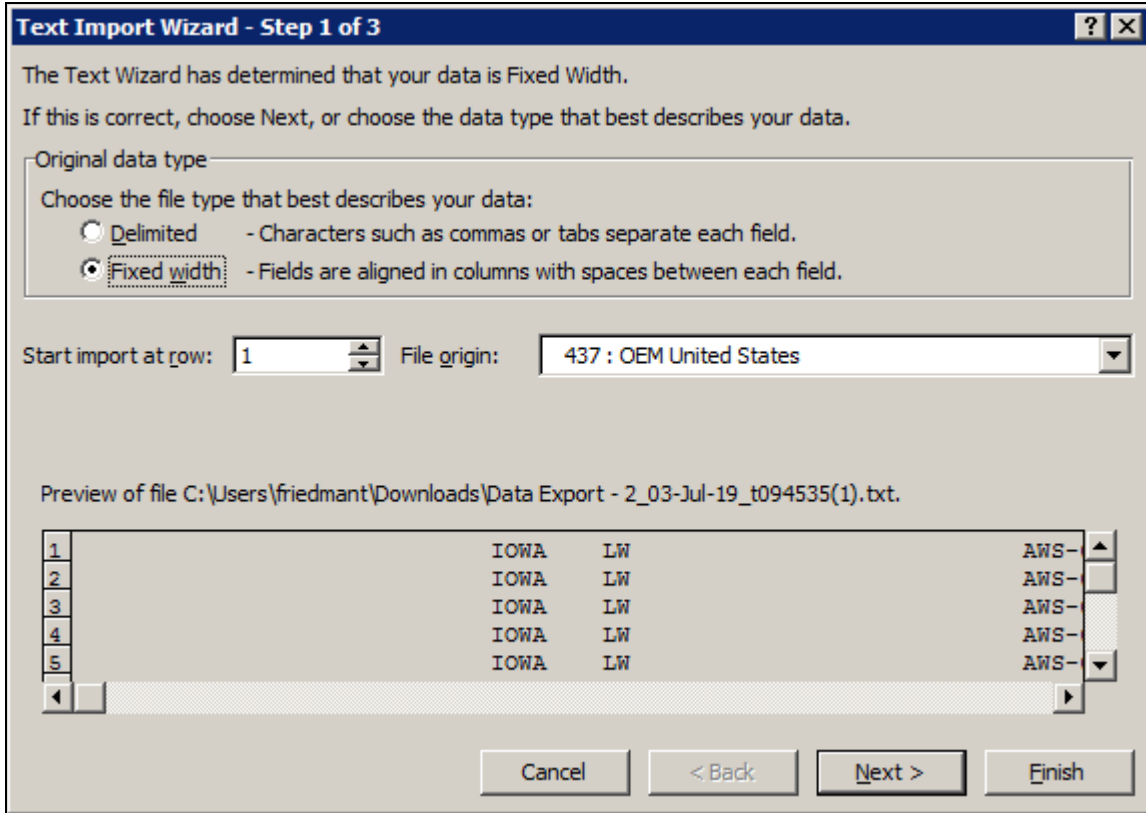 Text Import Wizard - Step 1 of 3
The Text Wizard has determined that your data is Fixed Width.
If this is correct, choose Next, or choose the data type that best describes your data.
Original data type
Choose the file type that best describes your data:
Delimited - Characters such as commas or tabs separate each field.
Fixed width - Fields are aligned in columns with spaces between each field.
Start import at row: 1 File origin: 437 : OEM United States
Preview of file C:\Users\friedmant\Downloads\Data Export - 2_03-Jul-19_t094535(1).txt.
1 IOWA LW AWS-
2 IOWA LW AWS-
3 IOWA LW AWS-
4 IOWA LW AWS-
5 IOWA LW AWS-
Cancel < Back Next > Finish